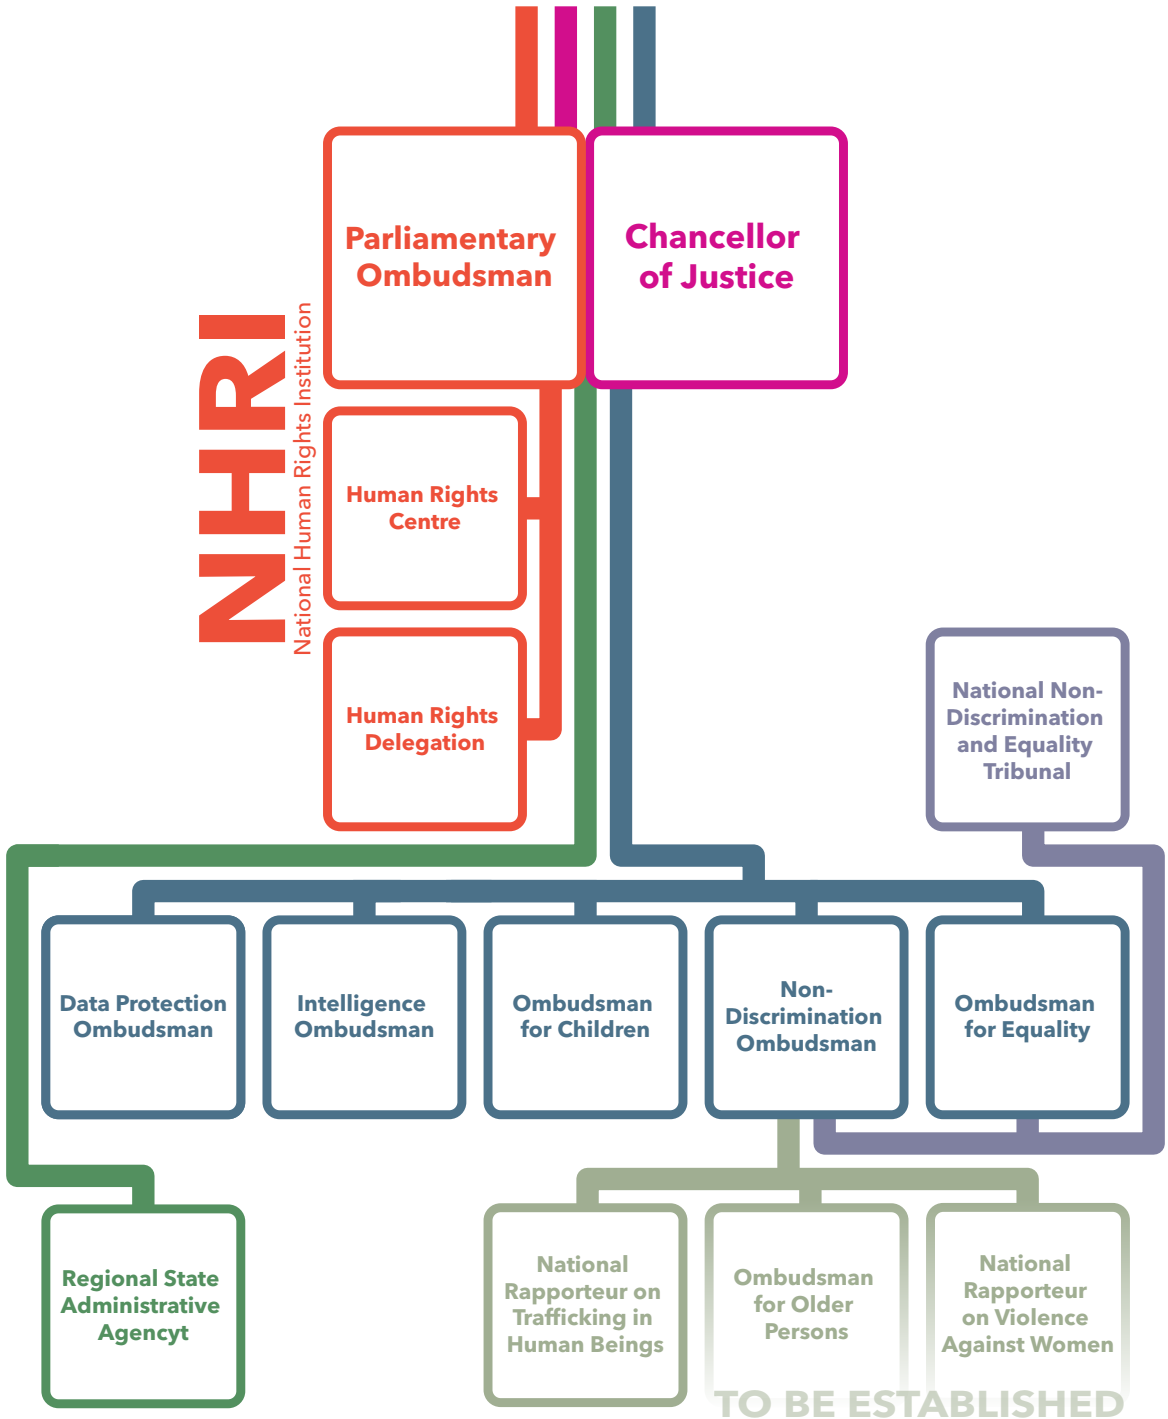 Parliamentary
Ombudsman
Chancellor
of Justice
NHRI
National Human Rights Institution
Human Rights
Centre
Human Rights
Delegation
National Non-
Discrimination
and Equality
Tribunal
Data Protection
Ombudsman
Intelligence
Ombudsman
Ombudsman
for Children
Non-
Discrimination
Ombudsman
Ombudsman
for Equality
Regional State
Administrative
Agencyt
National
Rapporteur on
Trafficking in
Human Beings
Ombudsman
for Older
Persons
National
Rapporteur
on Violence
Against Women
TO BE ESTABLISHED